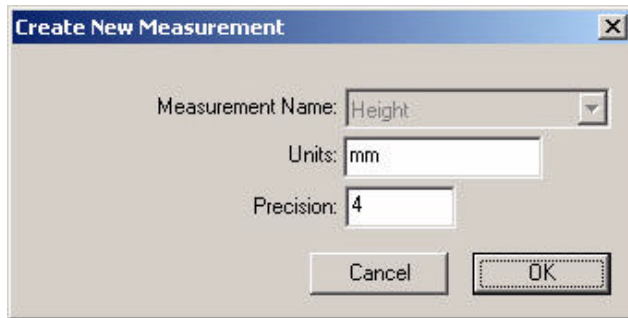 Create New Measurement
Measurement Name: Height
Units: mm
Precision: 4
Cancel OK